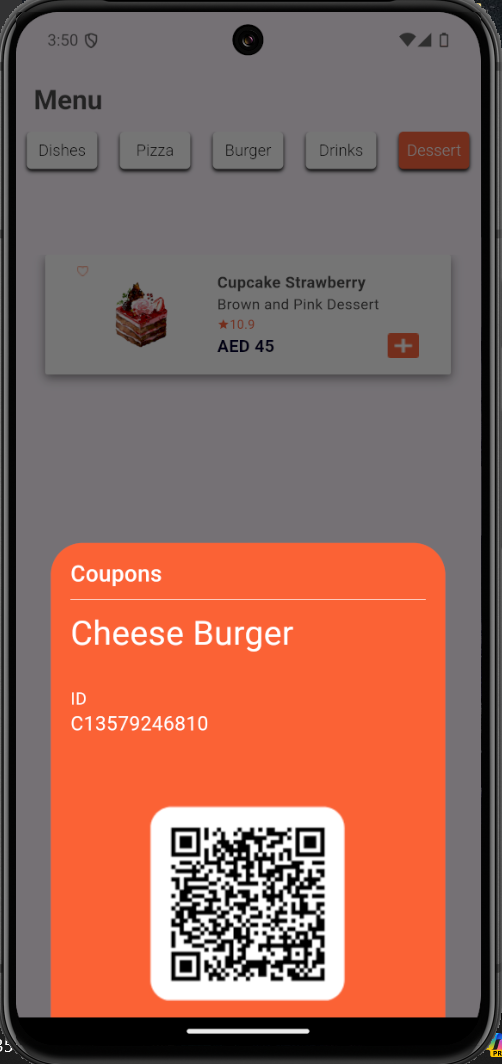 3:50
Menu
Dishes Pizza Burger Drinks Dessert
Cupcake Strawberry
Brown and Pink Dessert
★10.9
AED 45
Coupons
Cheese Burger
ID
C13579246810